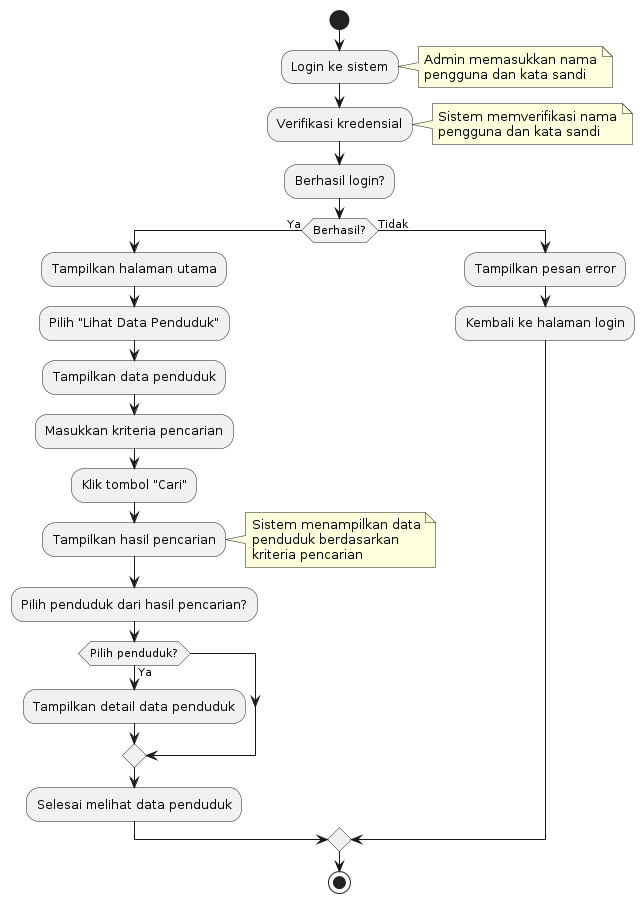 Login ke sistem
Admin memasukkan nama
pengguna dan kata sandi
Verifikasi kredensial
Sistem memverifikasi nama
pengguna dan kata sandi
Berhasil login?
Ya
Berhasil?
Tidak
Tampilkan halaman utama
Pilih "Lihat Data Penduduk"
Tampilkan data penduduk
Masukkan kriteria pencarian
Klik tombol "Cari"
Tampilkan hasil pencarian
Sistem menampilkan data
penduduk berdasarkan
kriteria pencarian
Pilih penduduk dari hasil pencarian?
Pilih penduduk?
Ya
Tampilkan detail data penduduk
Selesai melihat data penduduk
Tampilkan pesan error
Kembali ke halaman login